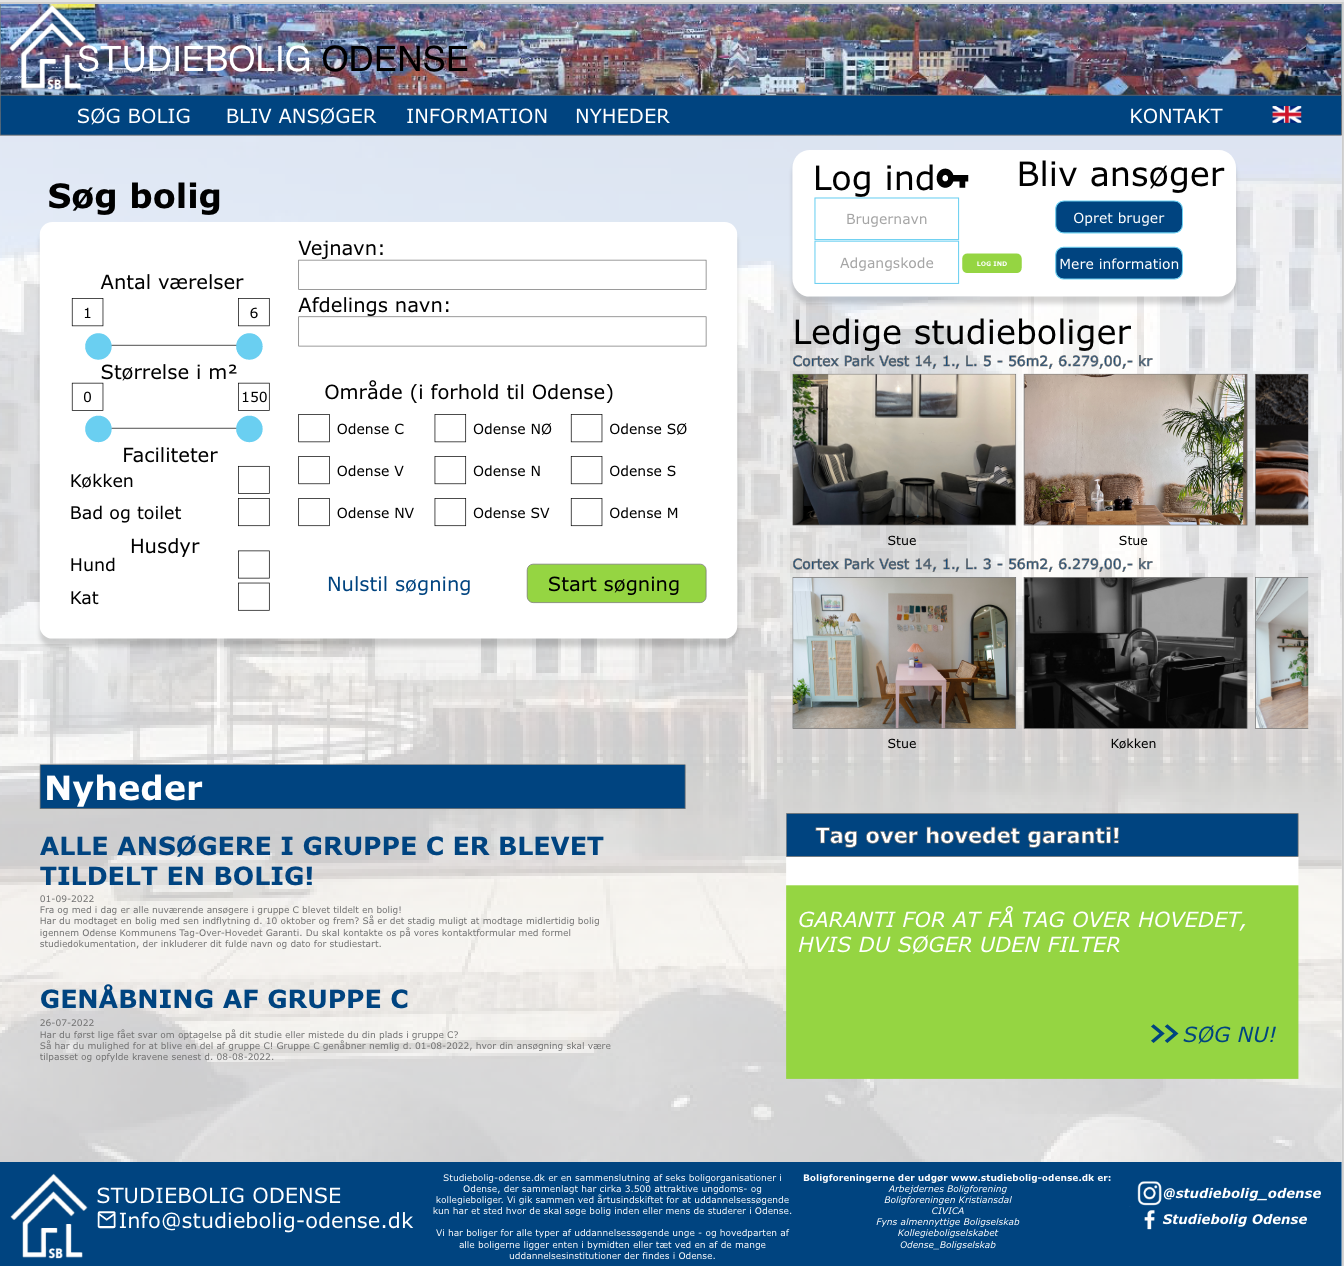 STUDIEBOLIG ODENSE
SB
SØG BOLIG
BLIV ANSØGER
INFORMATION
NYHEDER
KONTAKT
Søg bolig
Antal værelser
1
6
Størrelse i m²
0
150
Faciliteter
Køkken
Bad og toilet
Husdyr
Hund
Kat
Vejnavn:
Afdelings navn:
Område (i forhold til Odense)
Odense C
Odense NØ
Odense SØ
Odense V
Odense N
Odense S
Odense NV
Odense SV
Odense M
Nulstil søgning
Start søgning
Log ind
Brugernavn
Adgangskode
LOG IND
Bliv ansøger
Opret bruger
Mere information
Ledige studieboliger
Cortex Park Vest 14, 1., L. 5 - 56m2, 6.279,00,- kr
Stue
Stue
Cortex Park Vest 14, 1., L. 3 - 56m2, 6.279,00,- kr
Stue
Køkken
Nyheder
ALLE ANSØGERE I GRUPPE C ER BLEVET
TILDELT EN BOLIG!
01-09-2022
Fra og med i dag er alle nuværende ansøgere i gruppe C blevet tildelt en bolig!
Har du modtaget en bolig med sen indflytning d. 10 oktober og frem? Så er det stadig muligt at modtage midlertidig bolig
igennem Odense Kommunens Tag-Over-Hovedet Garanti. Du skal kontakte os på vores kontaktformular med formel
studiedokumentation, der inkluderer dit fulde navn og dato for studiestart.
GENÅBNING AF GRUPPE C
26-07-2022
Har du først lige fået svar om optagelse på dit studie eller mistede du din plads i gruppe C?
Så har du mulighed for at blive en del af gruppe C! Gruppe C genåbner nemlig d. 01-08-2022, hvor din ansøgning skal være
tilpasset og opfylde kravene senest d. 08-08-2022.
Tag over hovedet garanti!
GARANTI FOR AT FÅ TAG OVER HOVEDET,
HVIS DU SØGER UDEN FILTER
SØG NU!
SB
STUDIEBOLIG ODENSE
Info@studiebolig-odense.dk
Studiebolig-odense.dk er en sammenslutning af seks boligorganisationer i
Odense, der sammenlagt har cirka 3.500 attraktive ungdoms- og
kollegieboliger. Vi gik sammen ved årtusindskiftet for at uddannelsessøgende
kun har et sted hvor de skal søge bolig inden eller mens de studerer i Odense.
Vi har boliger for alle typer af uddannelsessøgende unge - og hovedparten af
alle boligerne ligger enten i bymidten eller tæt ved en af de mange
uddannelsesinstitutioner der findes i Odense.
Boligforeningerne der udgør www.studiebolig-odense.dk er:
Arbejdernes Boligforening
Boligforeningen Kristiansdal
CIVICA
Fyns almennyttige Boligselskab
Kollegieboligselskabet
Odense_Boligselskab
@studiebolig_odense
Studiebolig Odense